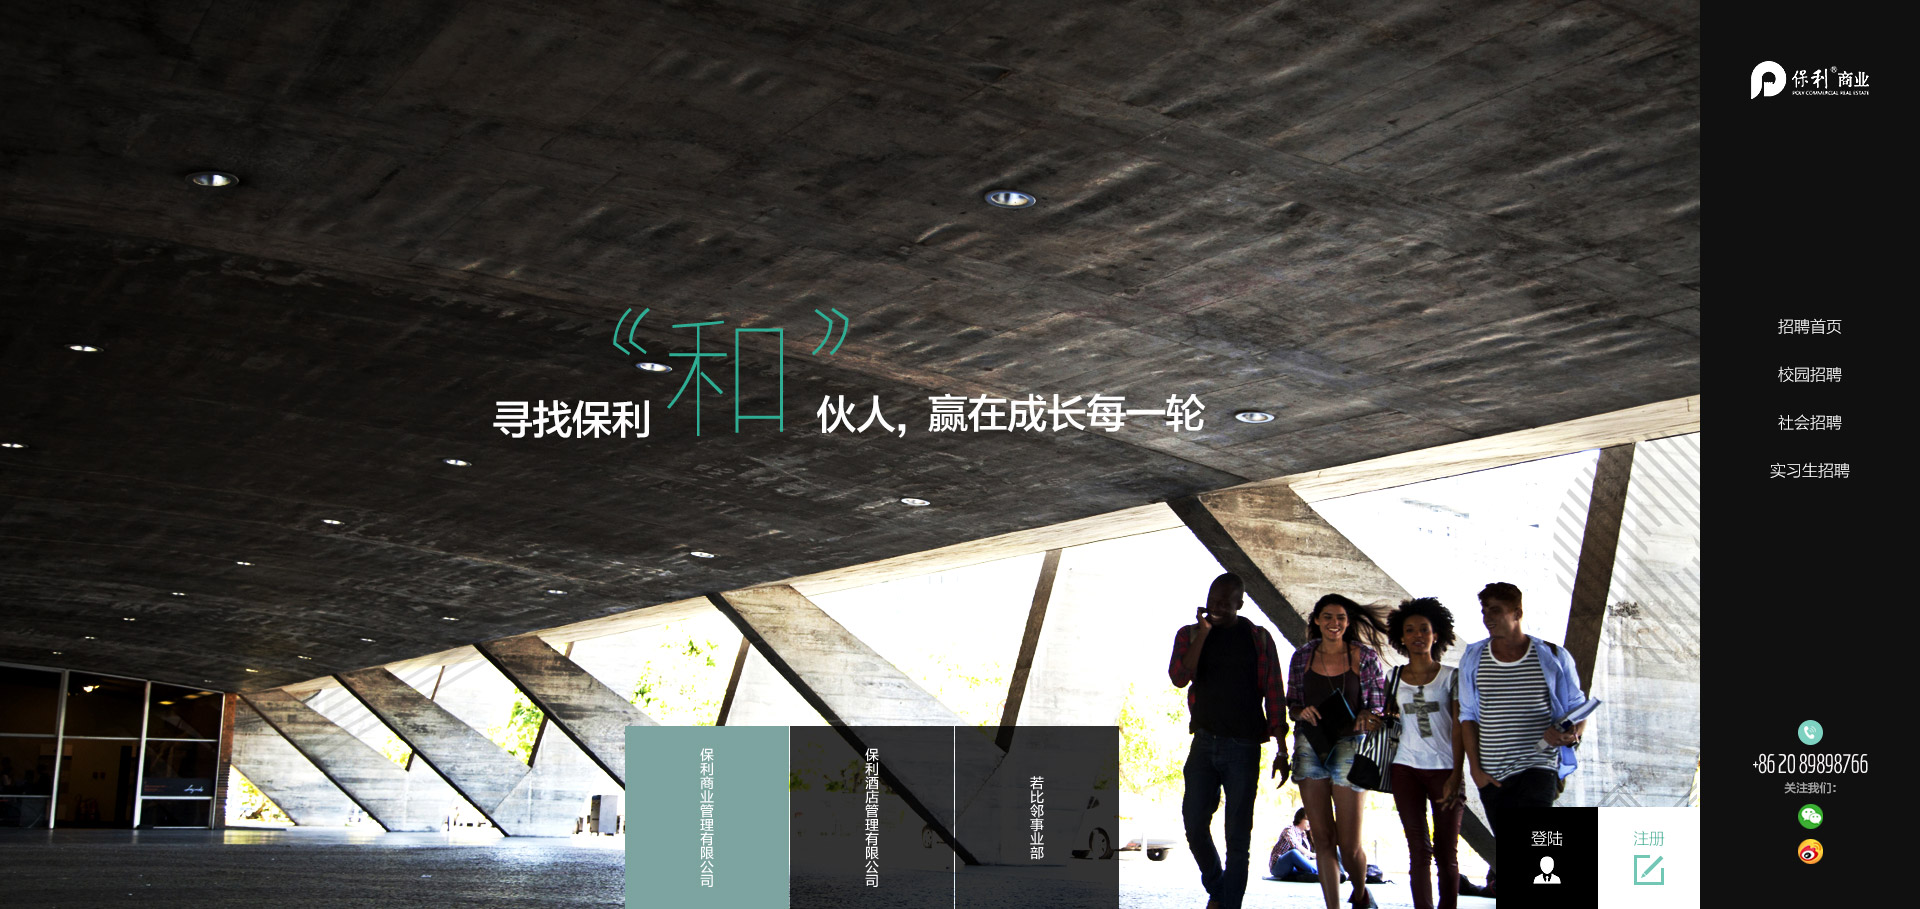 寻找保利“和”伙人，赢在成长每一轮
保利商业管理有限公司
保利酒店管理有限公司
若比邻事业部
登陆
注册
保利®商业
POLY COMMERCIAL REAL ESTATE
招聘首页
校园招聘
社会招聘
实习生招聘
+86 20 89898766
关注我们：